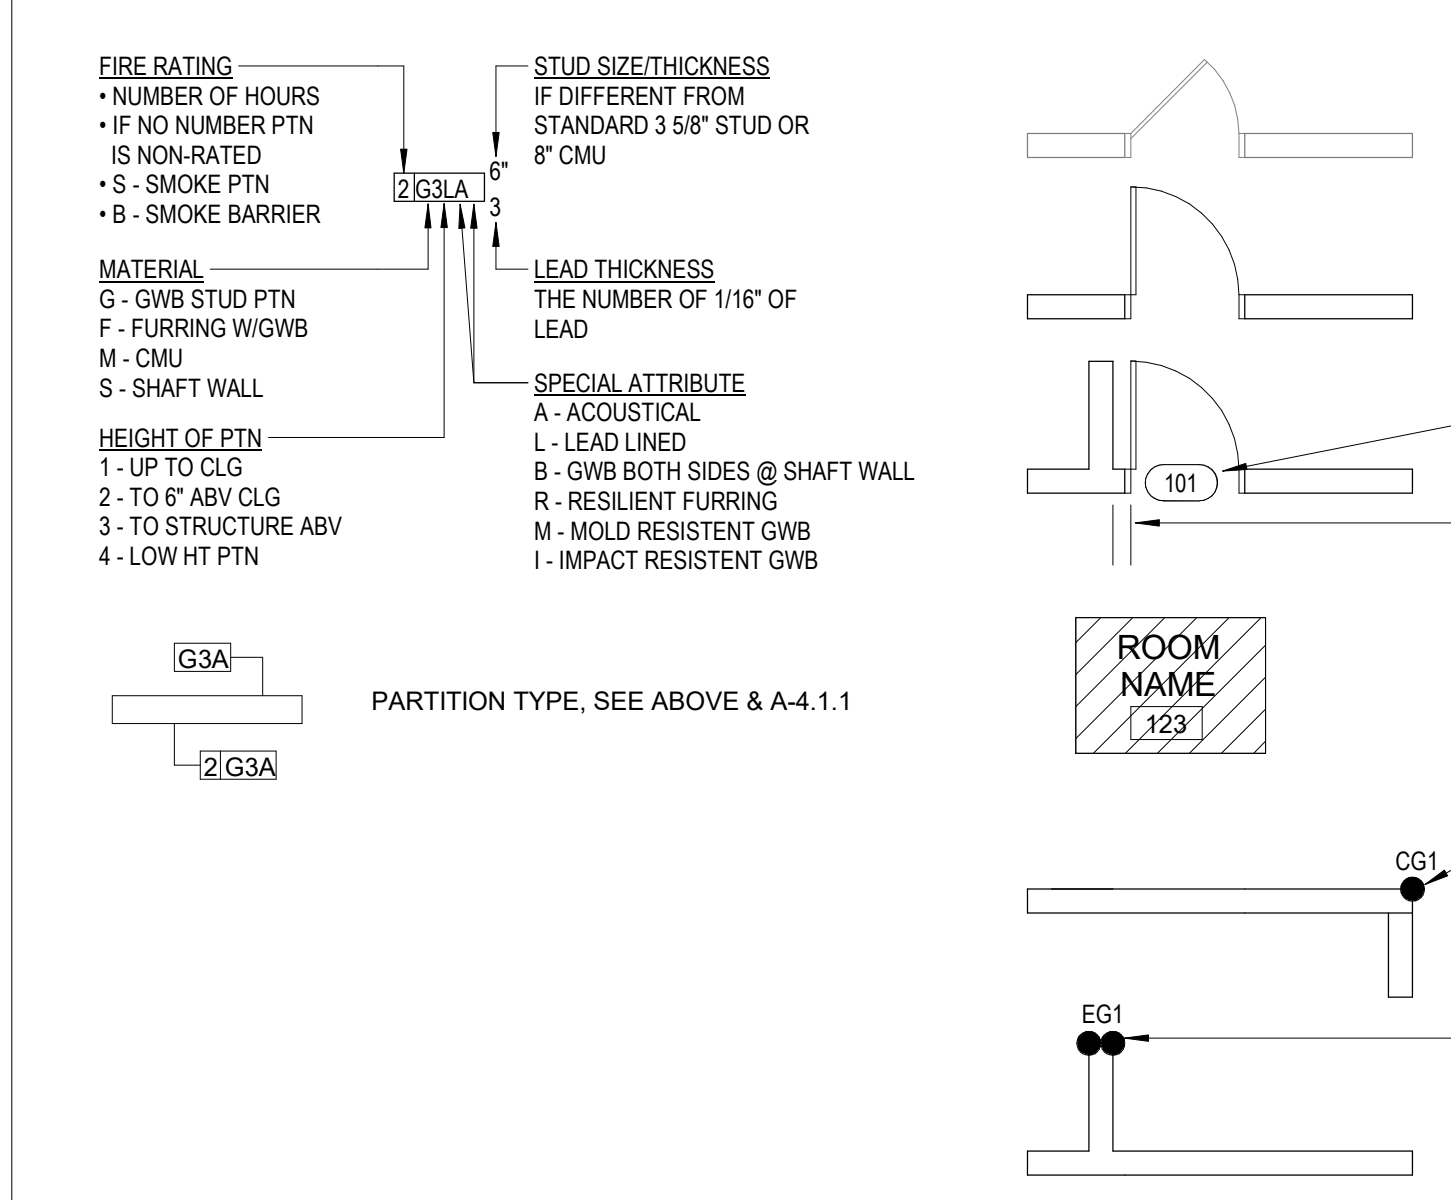 FIRE RATING
• NUMBER OF HOURS
• IF NO NUMBER PTN
IS NON-RATED
• S - SMOKE PTN
• B - SMOKE BARRIER
MATERIAL
G - GWB STUD PTN
F - FURRING W/GWB
M - CMU
S - SHAFT WALL
HEIGHT OF PTN
1 - UP TO CLG
2 - TO 6" ABV CLG
3 - TO STRUCTURE ABV
4 - LOW HT PTN
2 G3LA
6"
3
STUD SIZE/THICKNESS
IF DIFFERENT FROM
STANDARD 3 5/8" STUD OR
8" CMU
LEAD THICKNESS
THE NUMBER OF 1/16" OF
LEAD
SPECIAL ATTRIBUTE
A - ACOUSTICAL
L - LEAD LINED
B - GWB BOTH SIDES @ SHAFT WALL
R - RESILIENT FURRING
M - MOLD RESISTENT GWB
I - IMPACT RESISTENT GWB
G3A
2 G3A
PARTITION TYPE, SEE ABOVE & A-4.1.1
101
ROOM
NAME
123
CG1
EG1